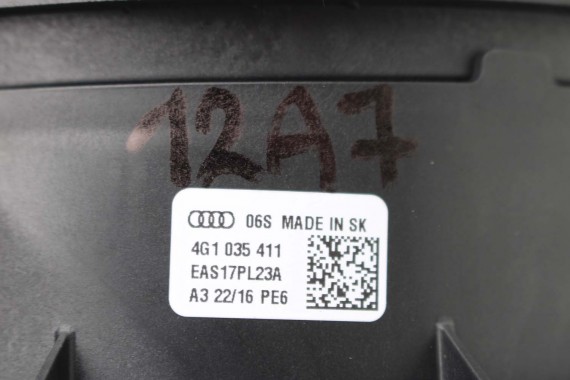 12A7
06S MADE IN SK
4G1 035 411
EAS17PL23A
A3 22/16 PE6